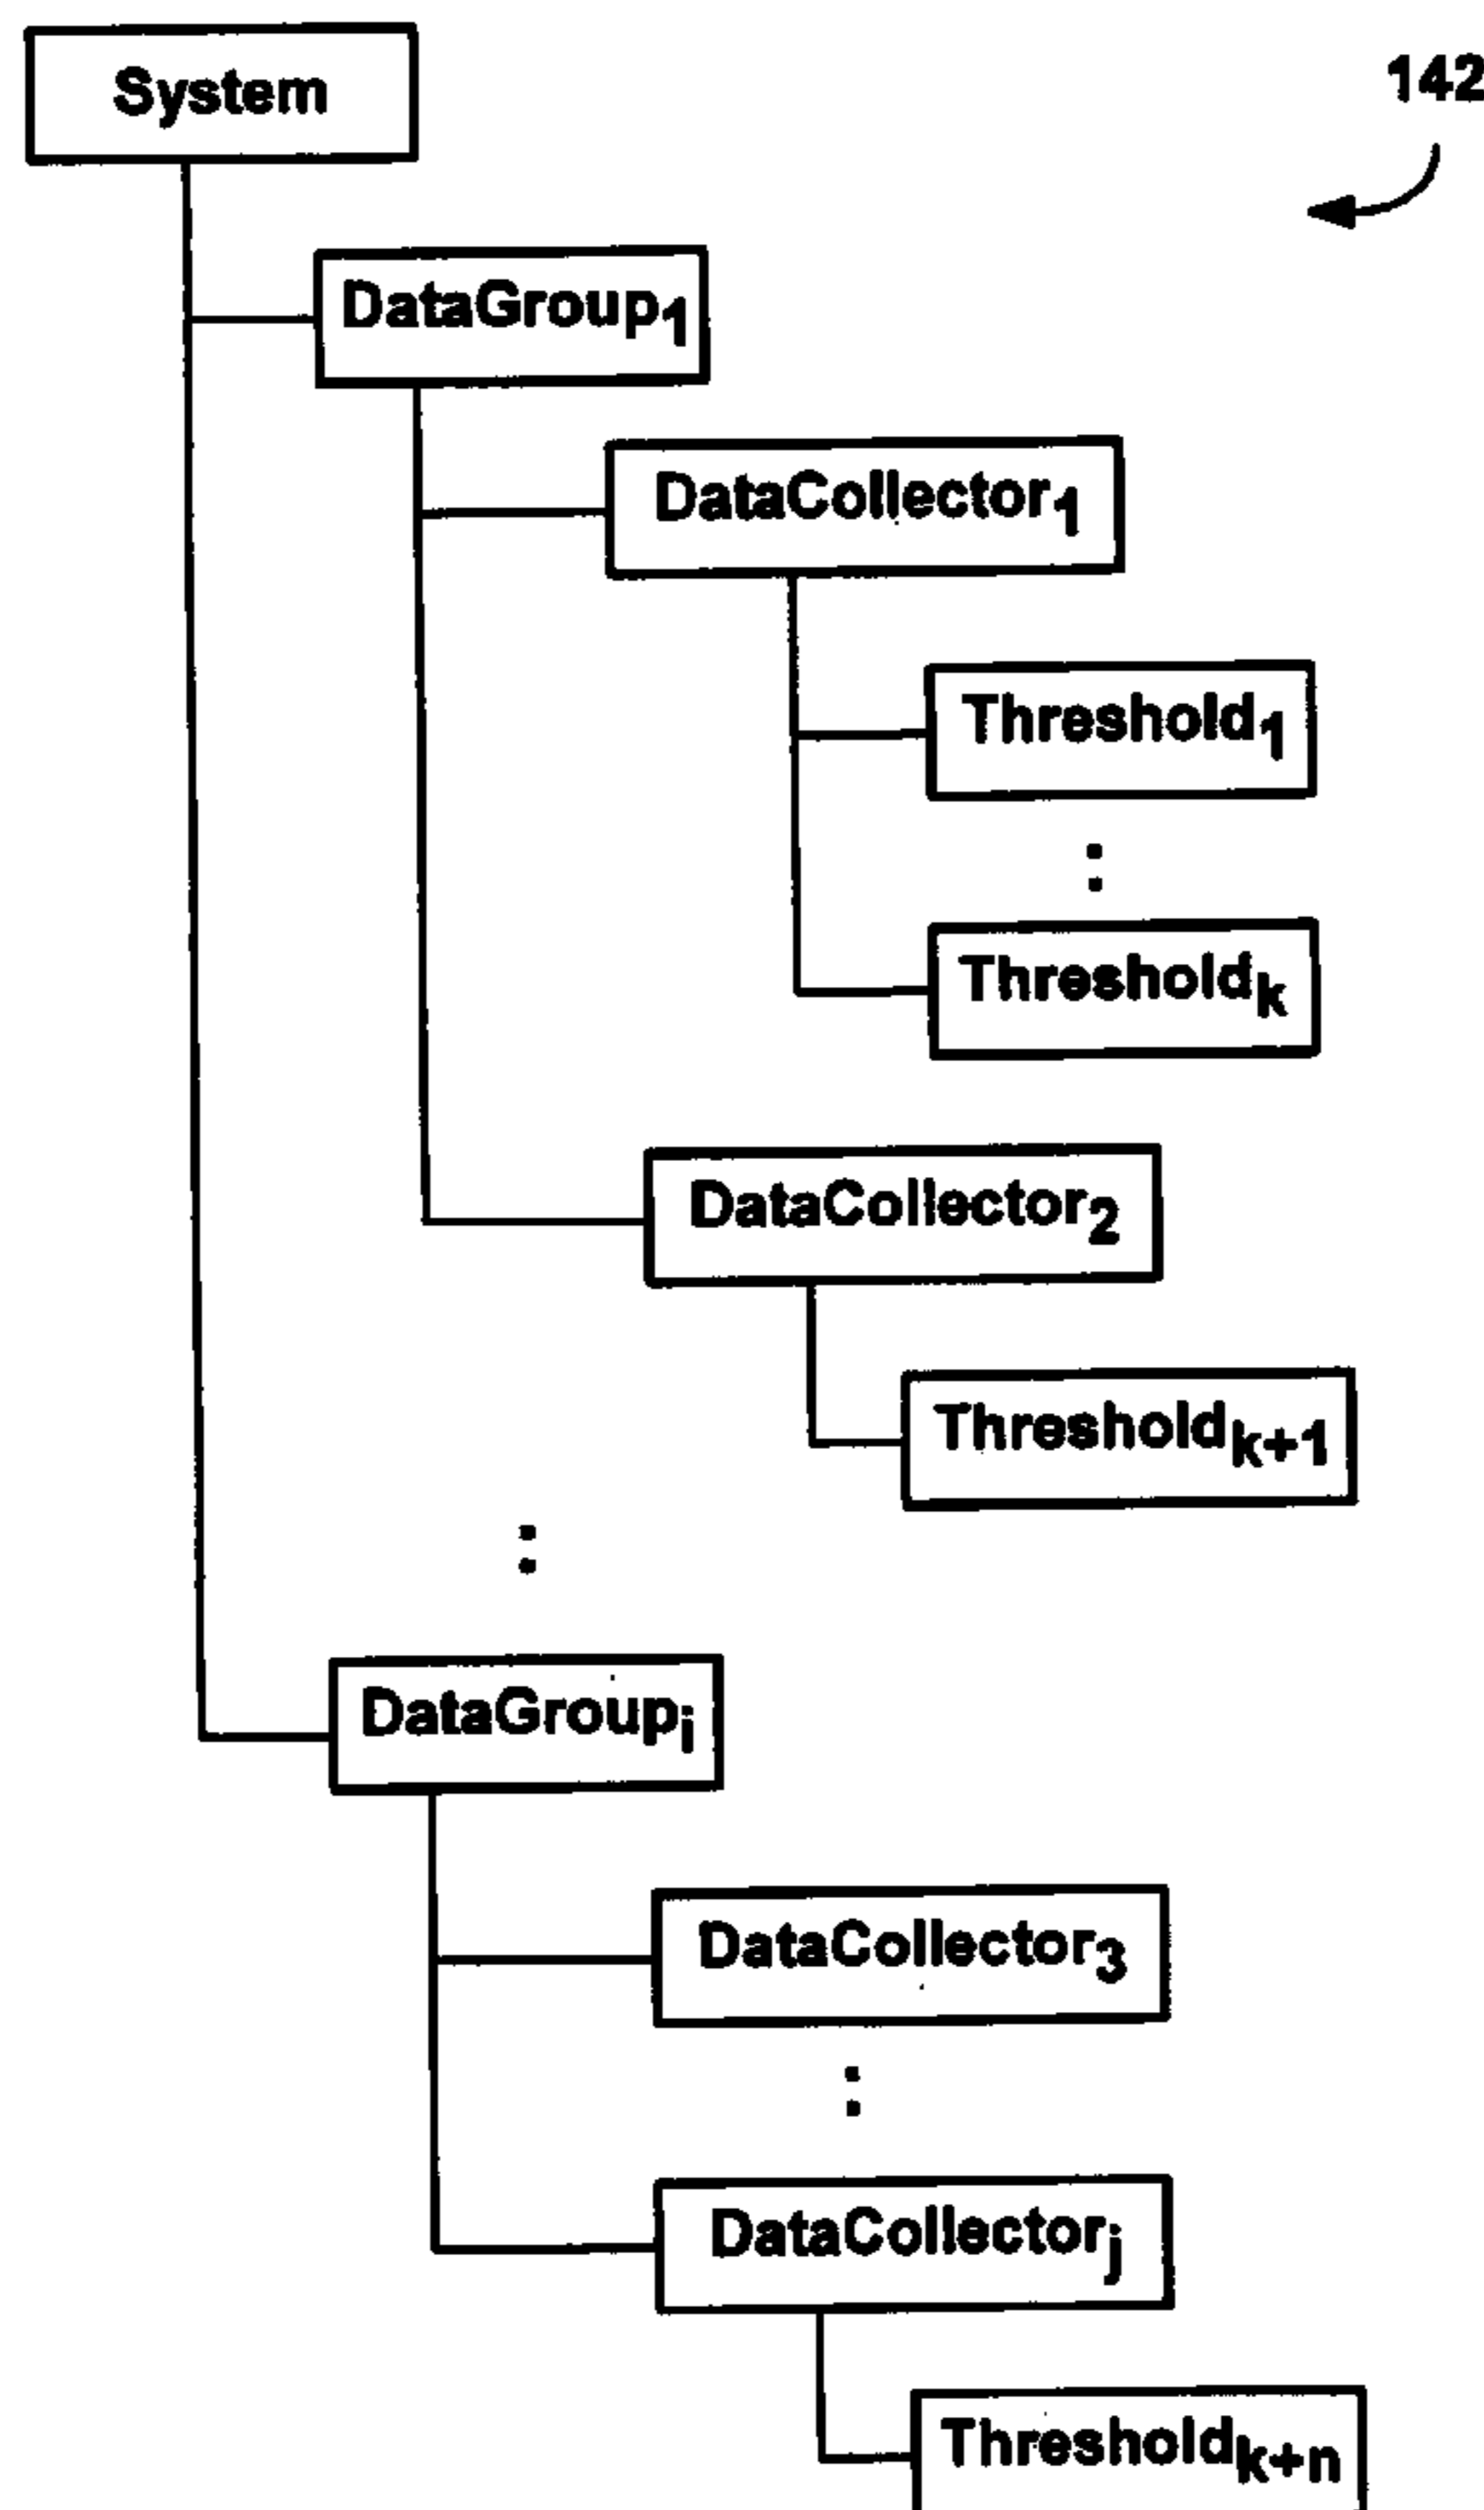 System
142
DataGroup1
DataCollector1
Threshold1
:
Thresholdk
DataCollector2
Thresholdk+1
:
DataGroupi
DataCollector3
:
DataCollectorj
Thresholdk+n